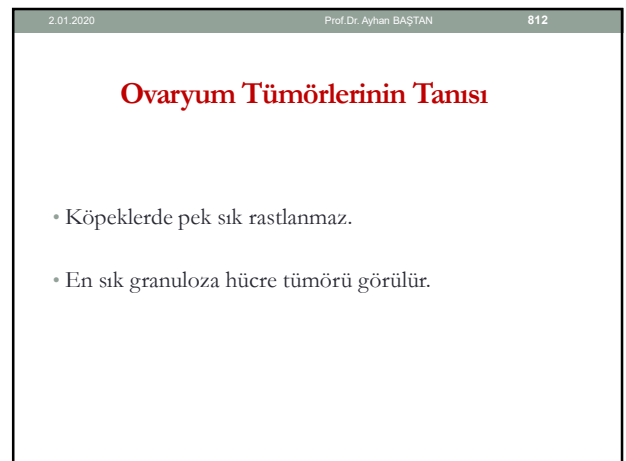 2.01.2020 Prof.Dr. Ayhan BAŞTAN 812
Ovaryum Tümörlerinin Tanısı
• Köpeklerde pek sık rastlanmaz.
• En sık granuloza hücre tümörü görülür.